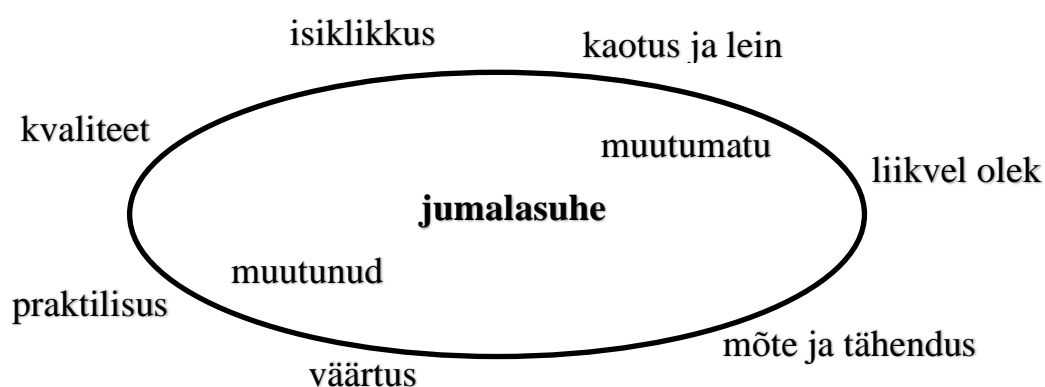 isiklikkus
kaotus ja lein
kvaliteet
muutumatu
liikvel olek
jumalasuhe
muutunud
praktilisus
mõte ja tähendus
väärtus